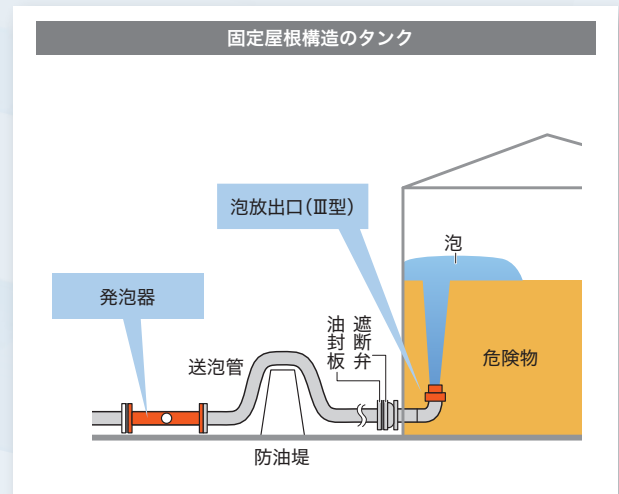 固定屋根構造のタンク
泡放出口(Ⅲ型)
泡
発泡器
送泡管
油封板
遮断弁
危険物
防油堤